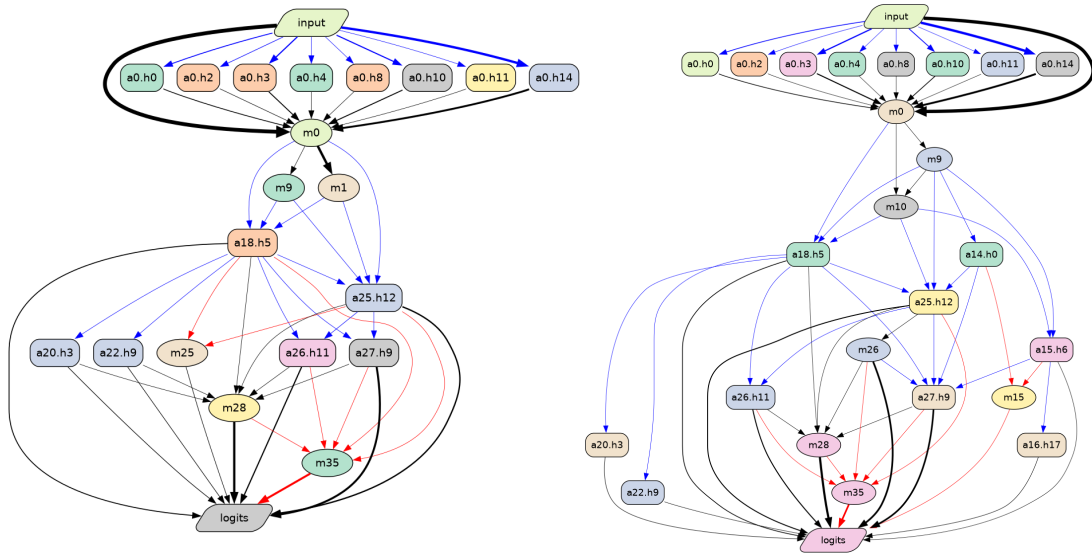 input
a0.h0 a0.h2 a0.h3 a0.h4 a0.h8 a0.h10 a0.h11 a0.h14
m0
m9 m1
a18.h5
a25.h12
a20.h3 a22.h9 m25 a26.h11 a27.h9
m28
m35
logits
input
a0.h0 a0.h2 a0.h3 a0.h4 a0.h8 a0.h10 a0.h11 a0.h14
m0
m9
m10
a18.h5 a14.h0
a25.h12
m26 a15.h6
a26.h11 a27.h9 m15
a20.h3 m28 a16.h17
a22.h9 m35
logits